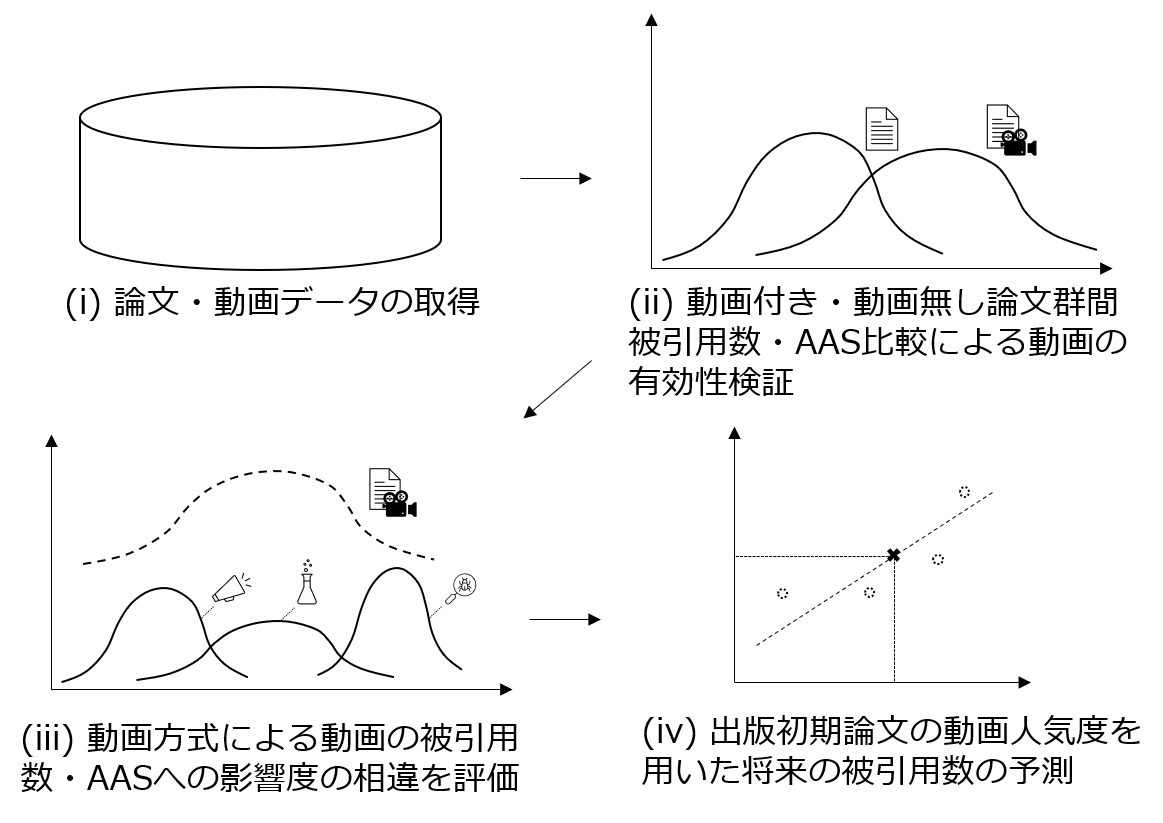 (i) 論文・動画データの取得
(ii) 動画付き・動画無し論文群間
被引用数・AAS比較による動画の
有効性検証
(iii) 動画方式による動画の被引用
数・AASへの影響度の相違を評価
(iv) 出版初期論文の動画人気度を
用いた将来の被引用数の予測